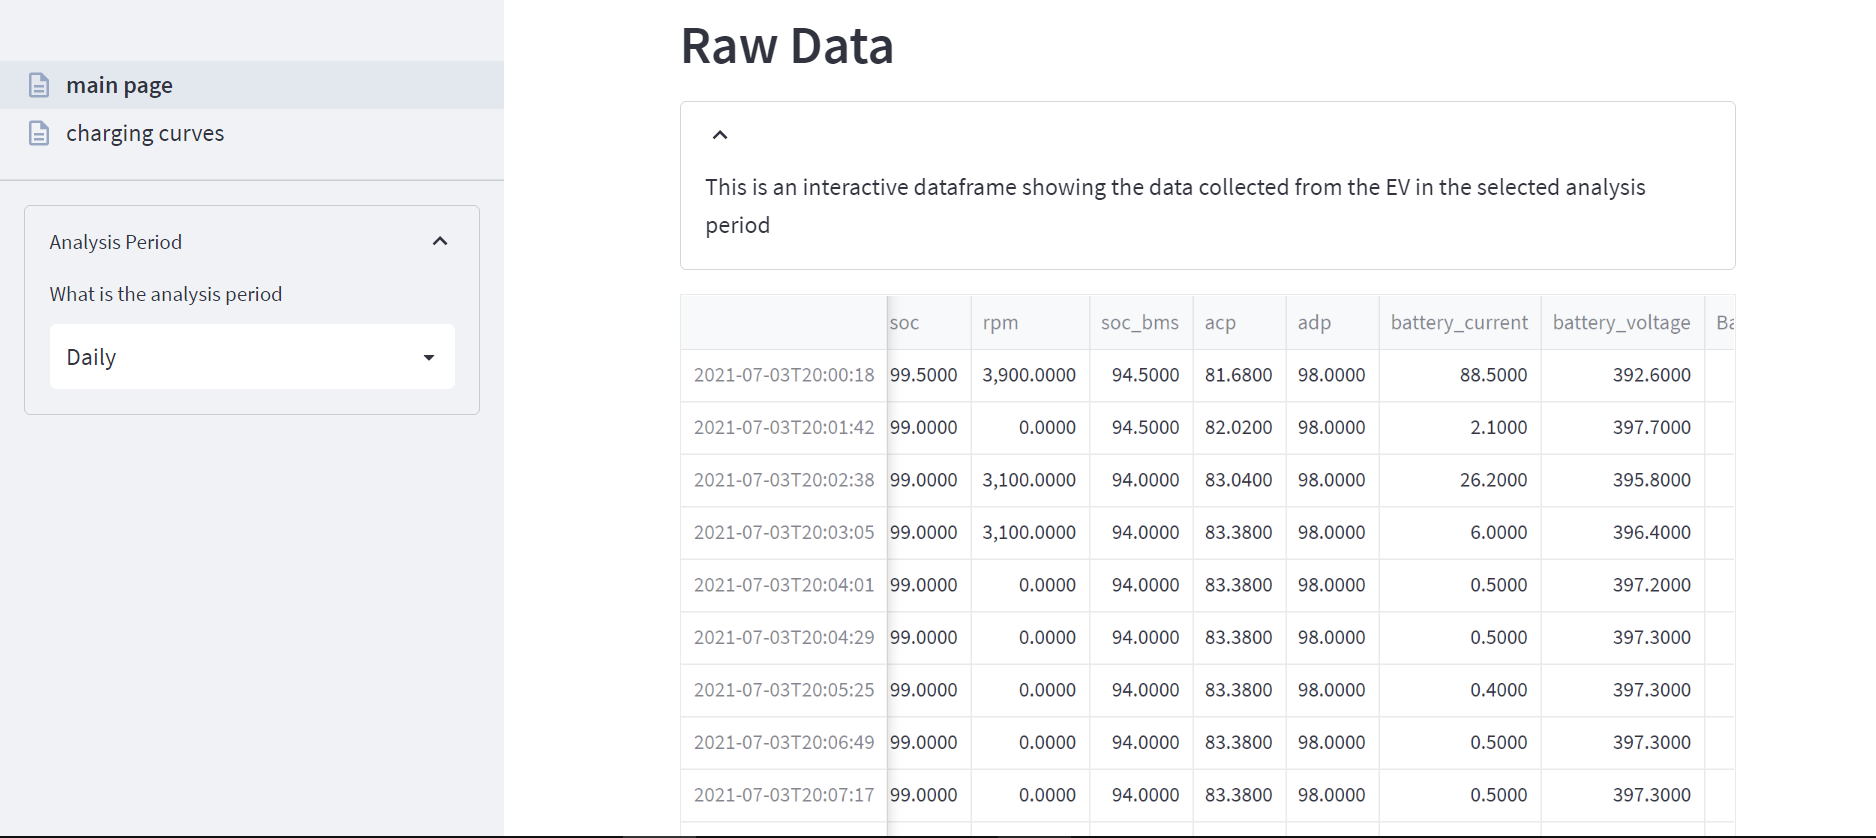 main page
charging curves
Analysis Period
What is the analysis period
Daily
Raw Data
This is an interactive dataframe showing the data collected from the EV in the selected analysis
period
soc rpm soc_bms acp adp battery_current battery_voltage Ba
2021-07-03T20:00:18 99.5000 3,900.0000 94.5000 81.6800 98.0000 88.5000 392.6000
2021-07-03T20:01:42 99.0000 0.0000 94.5000 82.0200 98.0000 2.1000 397.7000
2021-07-03T20:02:38 99.0000 3,100.0000 94.0000 83.0400 98.0000 26.2000 395.8000
2021-07-03T20:03:05 99.0000 3,100.0000 94.0000 83.3800 98.0000 6.0000 396.4000
2021-07-03T20:04:01 99.0000 0.0000 94.0000 83.3800 98.0000 0.5000 397.2000
2021-07-03T20:04:29 99.0000 0.0000 94.0000 83.3800 98.0000 0.5000 397.3000
2021-07-03T20:05:25 99.0000 0.0000 94.0000 83.3800 98.0000 0.4000 397.3000
2021-07-03T20:06:49 99.0000 0.0000 94.0000 83.3800 98.0000 0.5000 397.3000
2021-07-03T20:07:17 99.0000 0.0000 94.0000 83.3800 98.0000 0.5000 397.3000